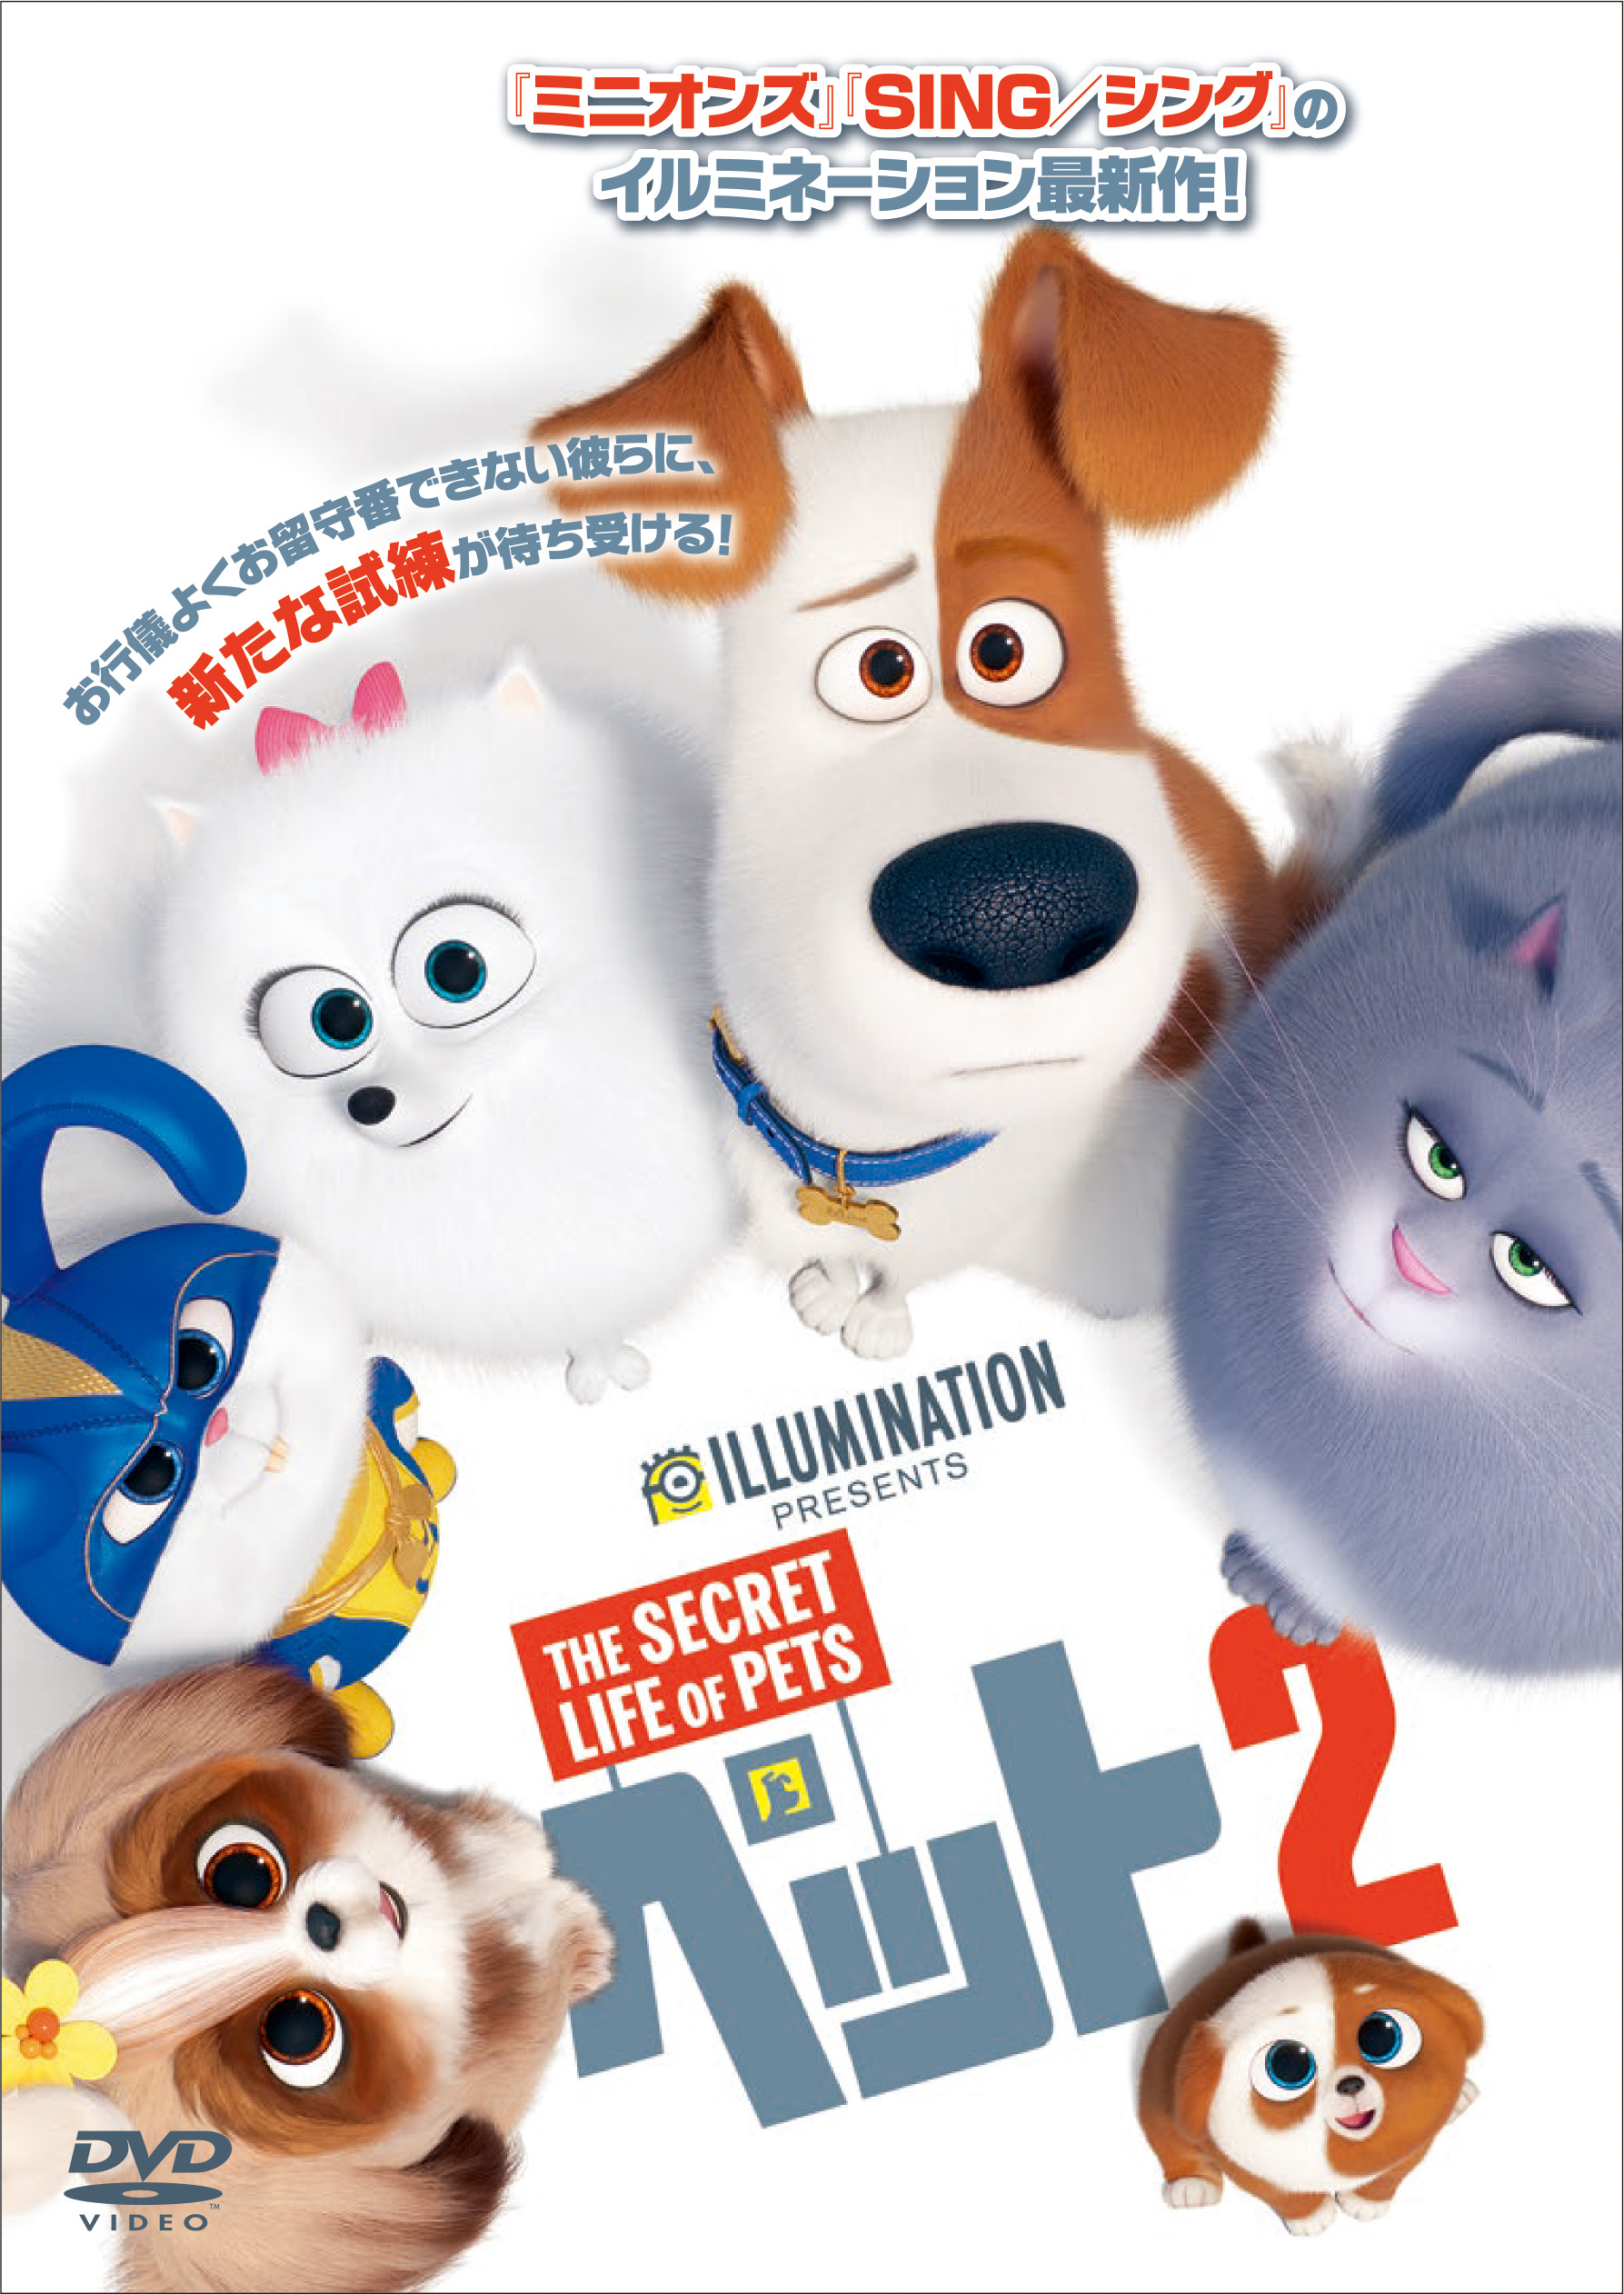 『ミニオンズ』『SING／シング』の
イルミネーション最新作！
お行儀よくお留守番できない彼らに、
新たな試練が待ち受ける！
ILLUMINATION
PRESENTS
THE SECRET
LIFE OF PETS
ペット2
DVD
VIDEO
TM